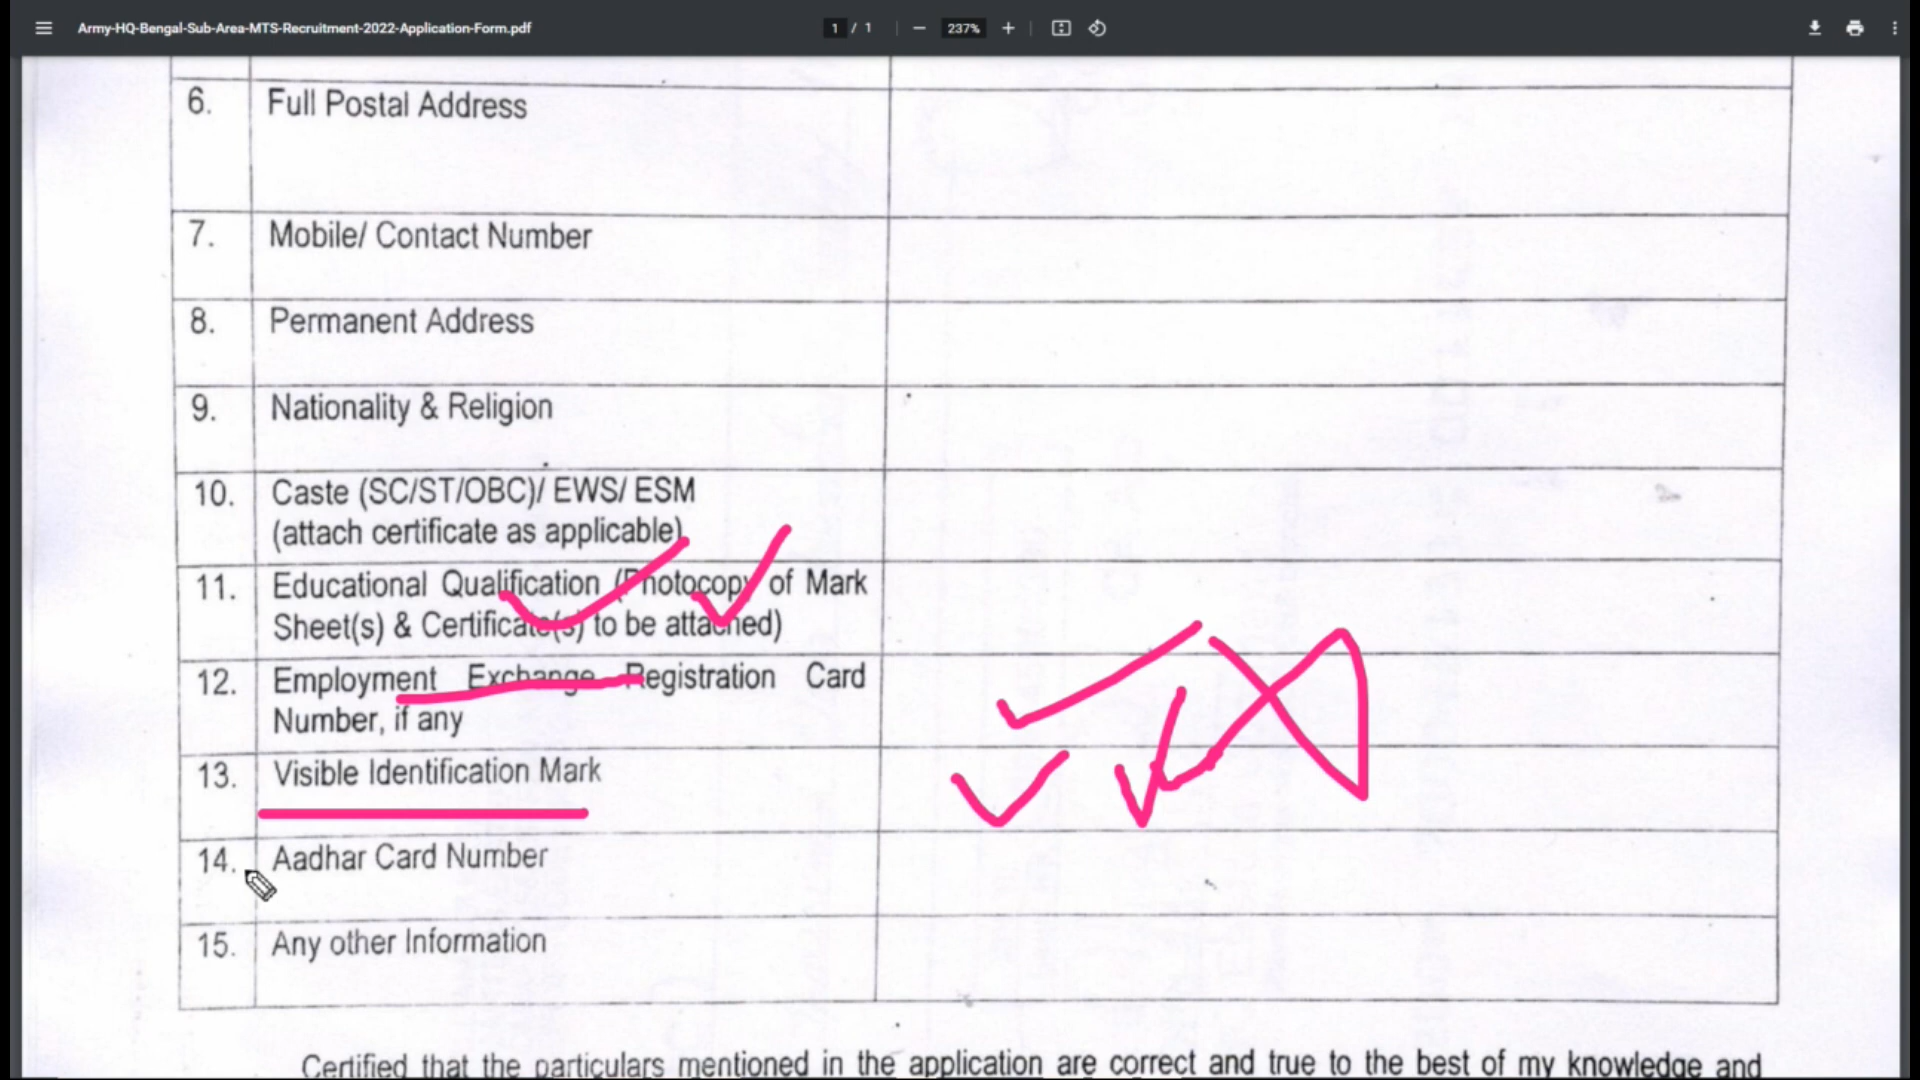 Army-HQ-Bengal-Sub-Area-MTS-Recruitment-2022-Application-Form.pdf
1 / 1
237%
6. Full Postal Address
7. Mobile/ Contact Number
8. Permanent Address
9. Nationality & Religion
10. Caste (SC/ST/OBC)/ EWS/ ESM
(attach certificate as applicable)
11. Educational Qualification (Photocopy of Mark
Sheet(s) & Certificate(s) to be attached)
12. Employment Exchange Registration Card
Number, if any
13. Visible Identification Mark
14. Aadhar Card Number
15. Any other Information
Certified that the particulars mentioned in the application are correct and true to the best of my knowledge and